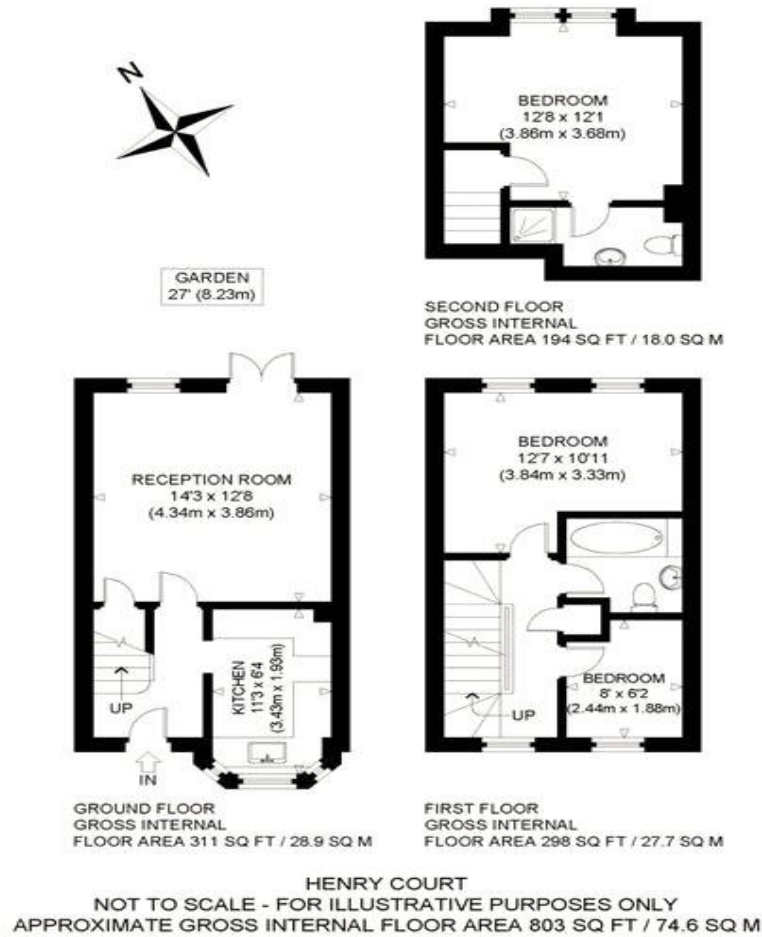 N
BEDROOM
12'8 x 12'1
(3.86m x 3.68m)
GARDEN
27' (8.23m)
SECOND FLOOR
GROSS INTERNAL
FLOOR AREA 194 SQ FT / 18.0 SQ M
RECEPTION ROOM
14'3 x 12'8
(4.34m x 3.86m)
UP
KITCHEN
11'3 x 6'4
(3.43m x 1.93m)
IN
GROUND FLOOR
GROSS INTERNAL
FLOOR AREA 311 SQ FT / 28.9 SQ M
BEDROOM
12'7 x 10'11
(3.84m x 3.33m)
BEDROOM
8' x 6'2
(2.44m x 1.88m)
UP
FIRST FLOOR
GROSS INTERNAL
FLOOR AREA 298 SQ FT / 27.7 SQ M
HENRY COURT
NOT TO SCALE - FOR ILLUSTRATIVE PURPOSES ONLY
APPROXIMATE GROSS INTERNAL FLOOR AREA 803 SQ FT / 74.6 SQ M